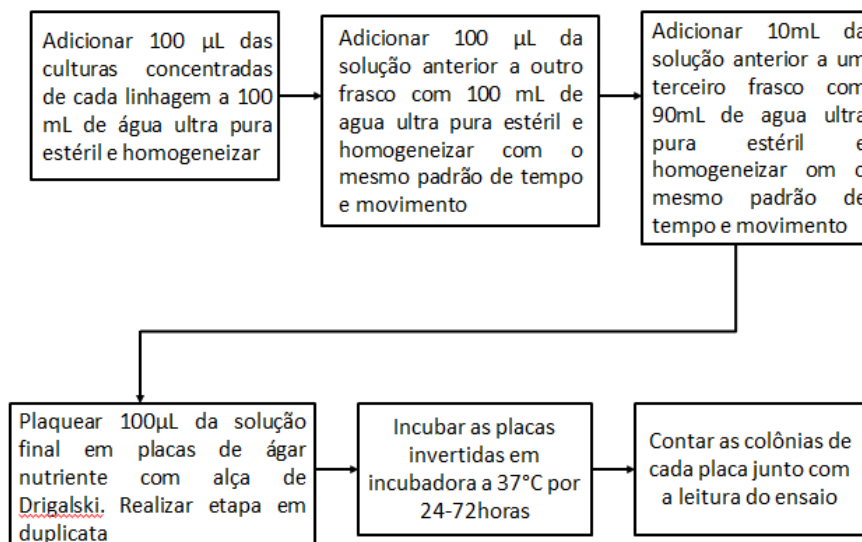 Adicionar 100 µL das
culturas concentradas
de cada linhagem a 100
mL de água ultra pura
estéril e homogeneizar
Adicionar 100 µL da
solução anterior a outro
frasco com 100 mL de
agua ultra pura estéril e
homogeneizar com o
mesmo padrão de tempo
e movimento
Adicionar 10mL da
solução anterior a um
terceiro frasco com
90mL de agua ultra
pura estéril e
homogeneizar om o
mesmo padrão de
tempo e movimento
Plaquear 100µL da solução
final em placas de ágar
nutriente com alça de
Drigalski. Realizar etapa em
duplicata
Incubar as placas
invertidas em
incubadora a 37°C por
24-72horas
Contar as colônias de
cada placa junto com
a leitura do ensaio